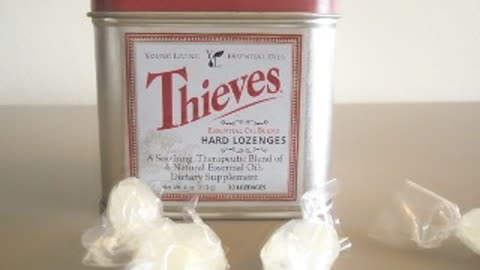 YOUNG LIVING ESSENTIAL OILS
Thieves
ESSENTIAL OIL BLEND
HARD LOZENGES
A Soothing, Therapeutic Blend of
Natural Essential Oils
Dietary Supplement
30 LOZENGES